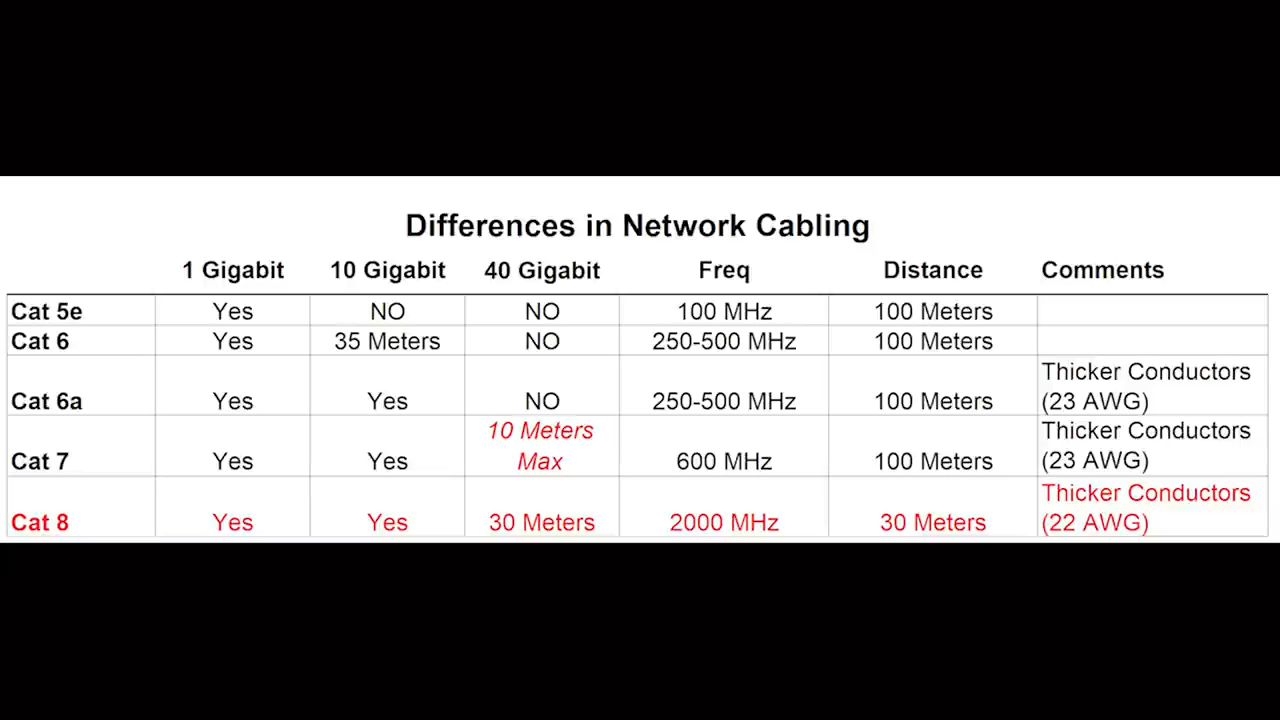 Differences in Network Cabling
1 Gigabit 10 Gigabit 40 Gigabit Freq Distance Comments
Cat 5e Yes NO NO 100 MHz 100 Meters
Cat 6 Yes 35 Meters NO 250-500 MHz 100 Meters
Thicker Conductors
Cat 6a Yes Yes NO 250-500 MHz 100 Meters (23 AWG)
10 Meters Thicker Conductors
Cat 7 Yes Yes Max 600 MHz 100 Meters (23 AWG)
Thicker Conductors
Cat 8 Yes Yes 30 Meters 2000 MHz 30 Meters (22 AWG)